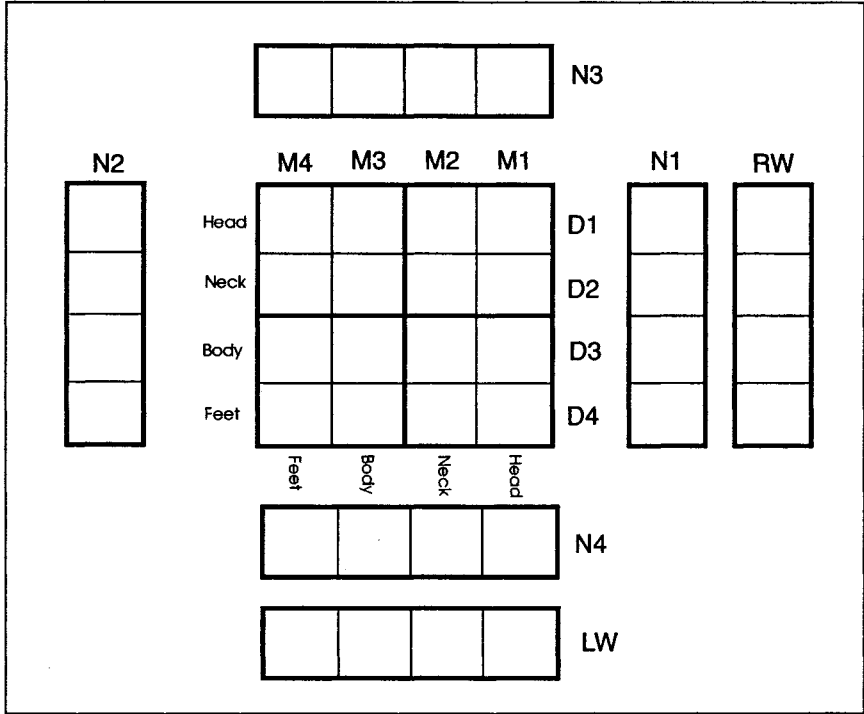 N3
N2 M4 M3 M2 M1 N1 RW
Head D1
Neck D2
Body D3
Feet D4
Feet Body Neck Head
N4
LW